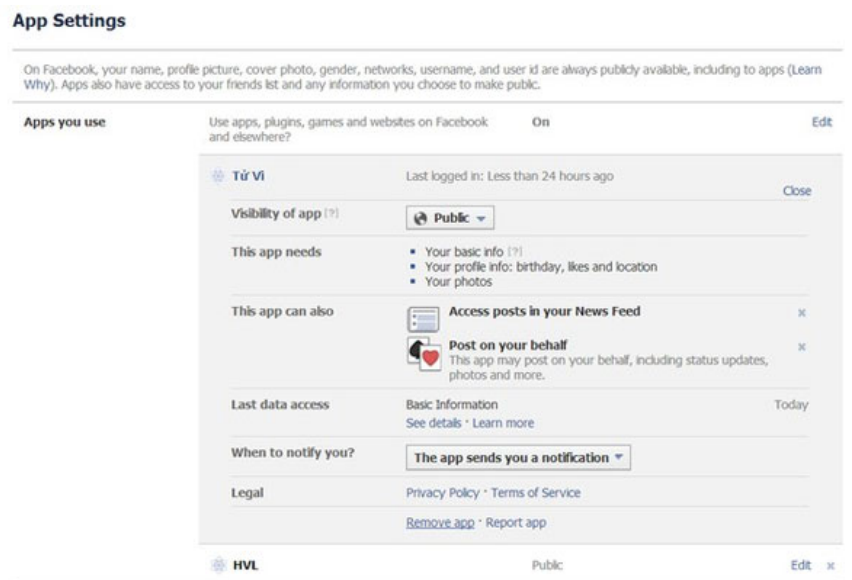 App Settings
On Facebook, your name, profile picture, cover photo, gender, networks, username, and user id are always publicly available, including to apps (Learn
Why). Apps also have access to your friends list and any information you choose to make public.
Apps you use
Use apps, plugins, games and websites on Facebook
and elsewhere?
On
Edit
Tử Vi
Last logged in: Less than 24 hours ago
Close
Visibility of app [?]
Public
This app needs
Your basic info [?]
Your profile info: birthday, likes and location
Your photos
This app can also
Access posts in your News Feed
x
Post on your behalf
x
This app may post on your behalf, including status updates,
photos and more.
Last data access
Basic Information
Today
See details · Learn more
When to notify you?
The app sends you a notification
Legal
Privacy Policy · Terms of Service
Remove app · Report app
HVL
Public
Edit
x